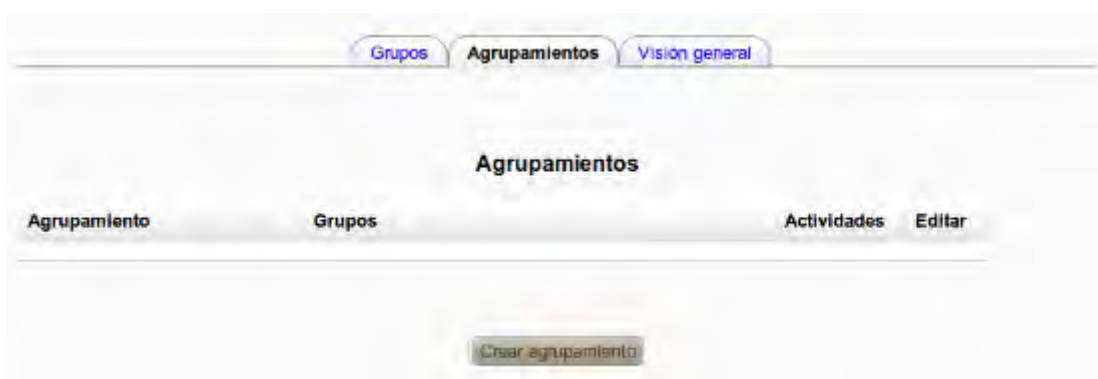 Grupos Agrupamientos Visión general
Agrupamientos
Agrupamiento Grupos Actividades Editar
Crear agrupamiento